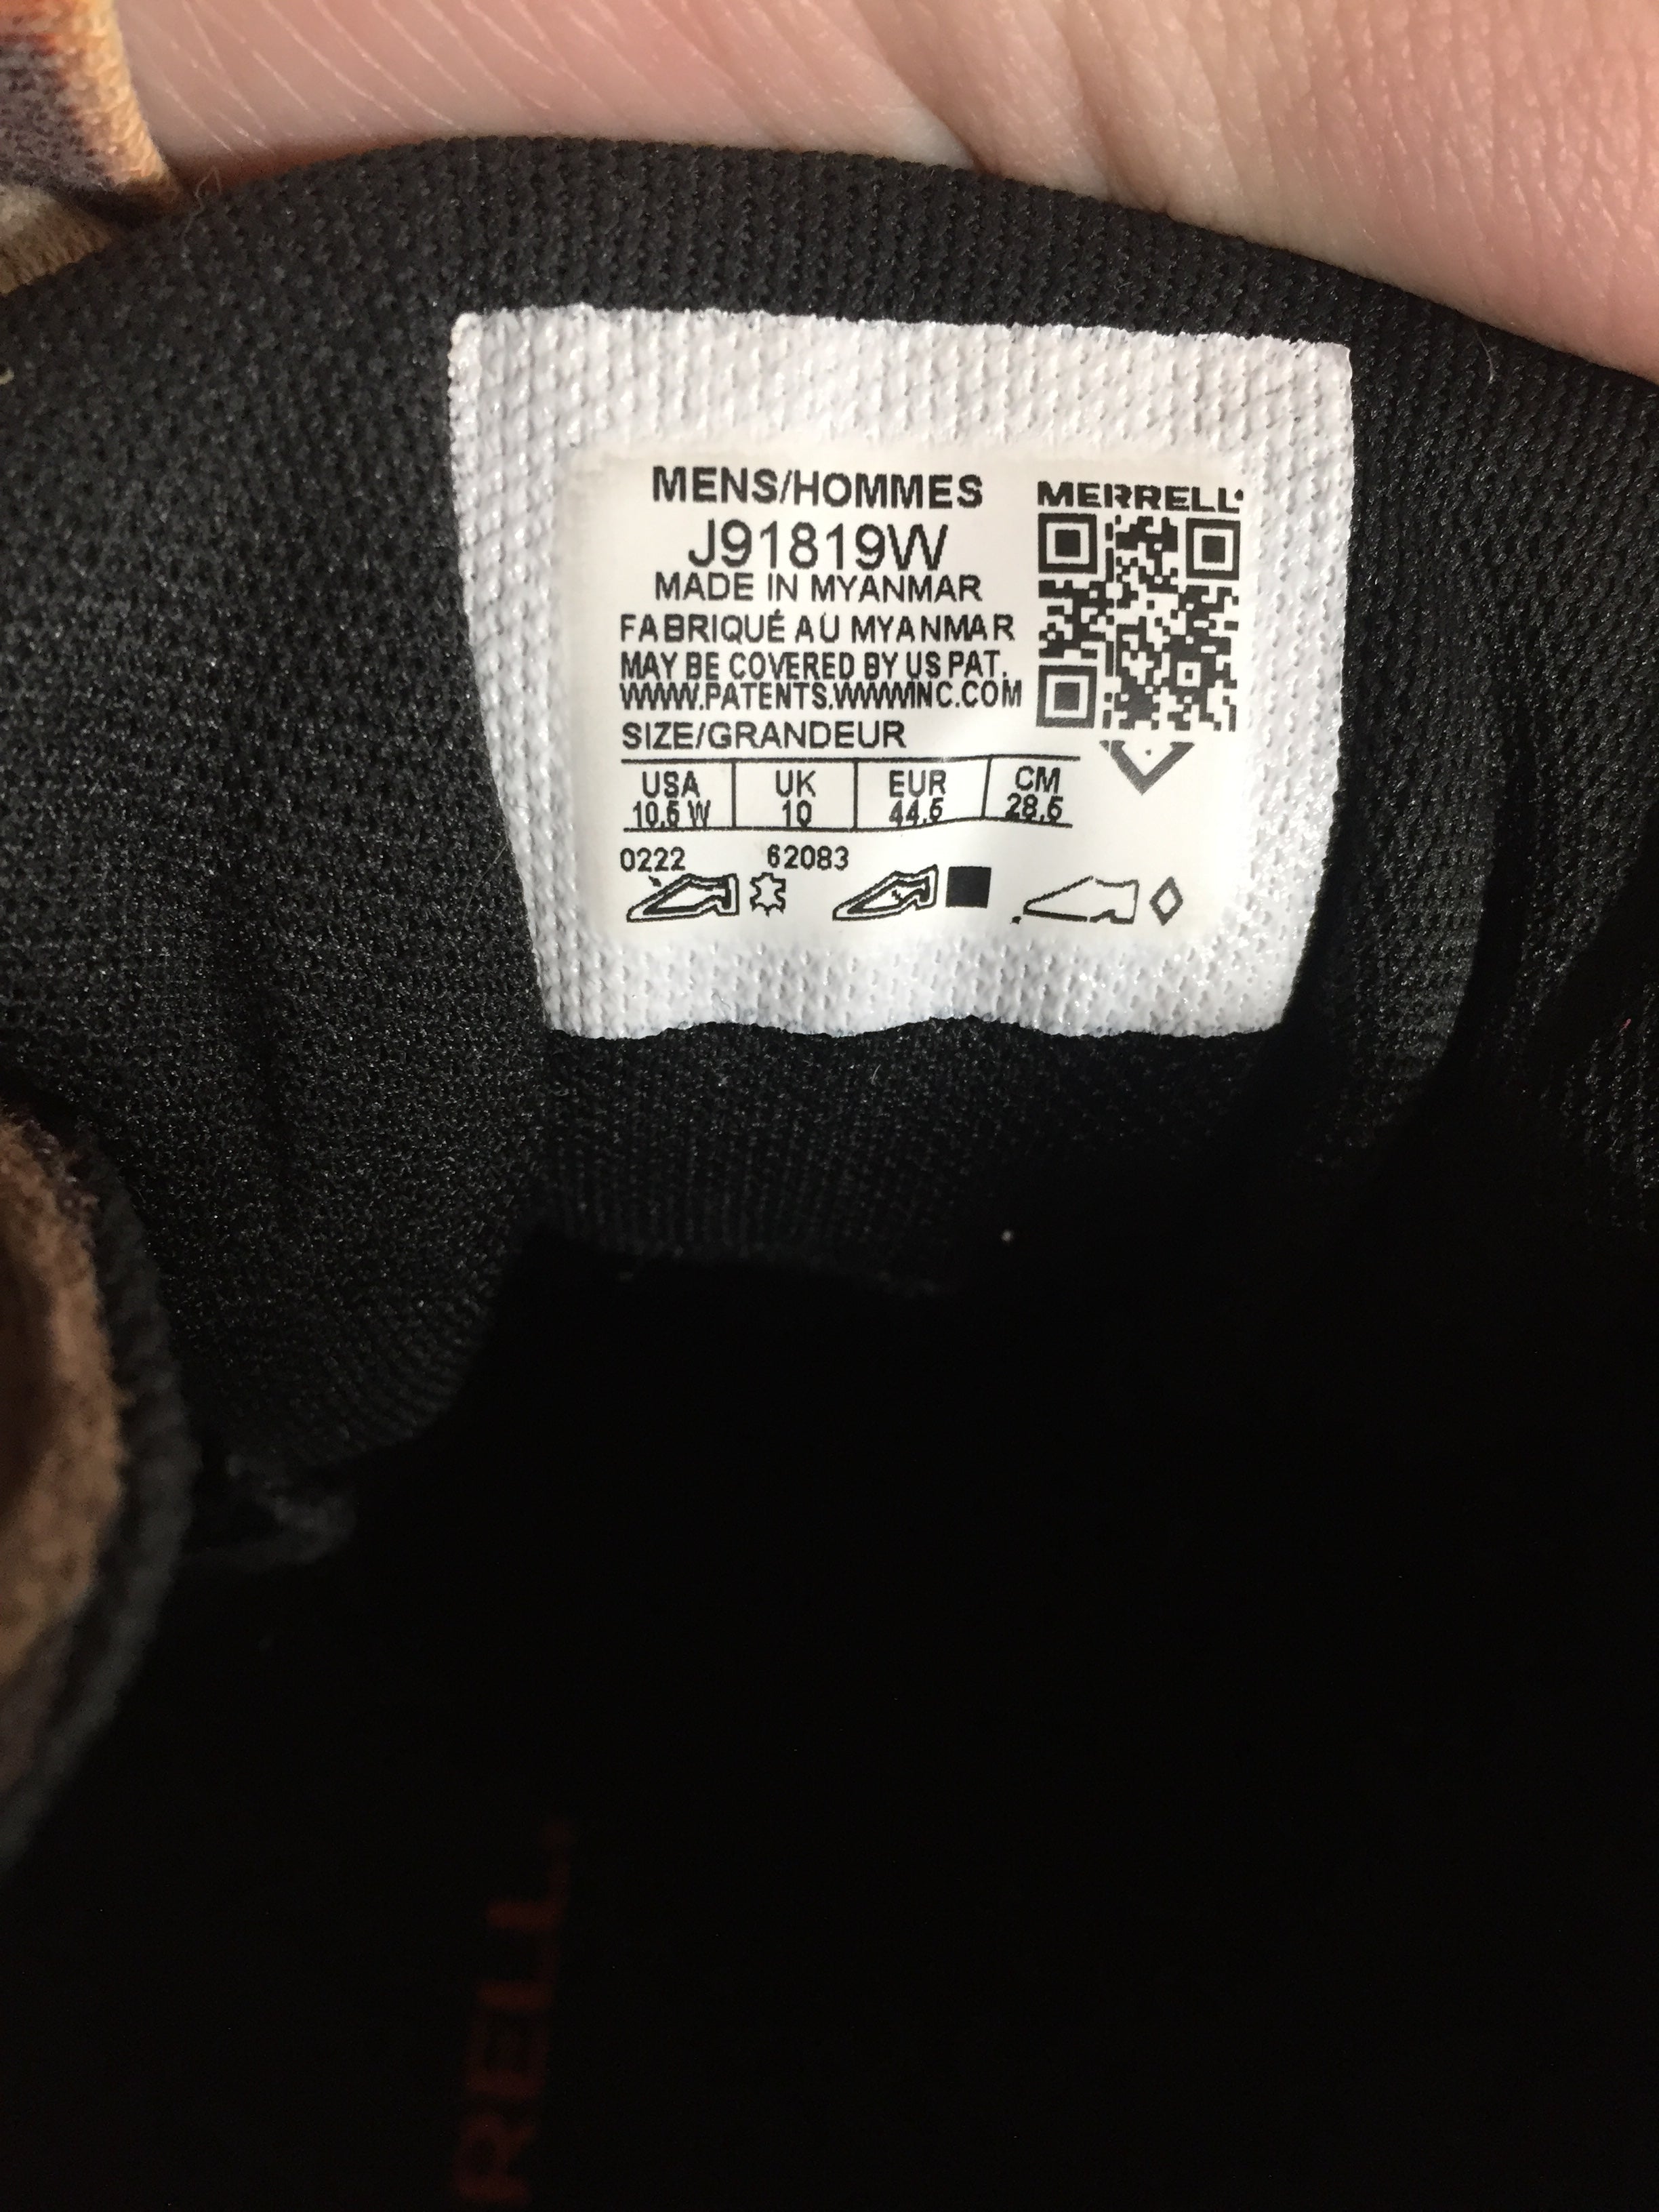 MENS/HOMMES
J91819W
MADE IN MYANMAR
FABRIQUÉ AU MYANMAR
MAY BE COVERED BY US PAT.
WWW.PATENTS.WWWINC.COM
SIZE/GRANDEUR
USA UK EUR CM
10.5 W 10 44.5 28.5
0222 62083
MERRELL
RELL